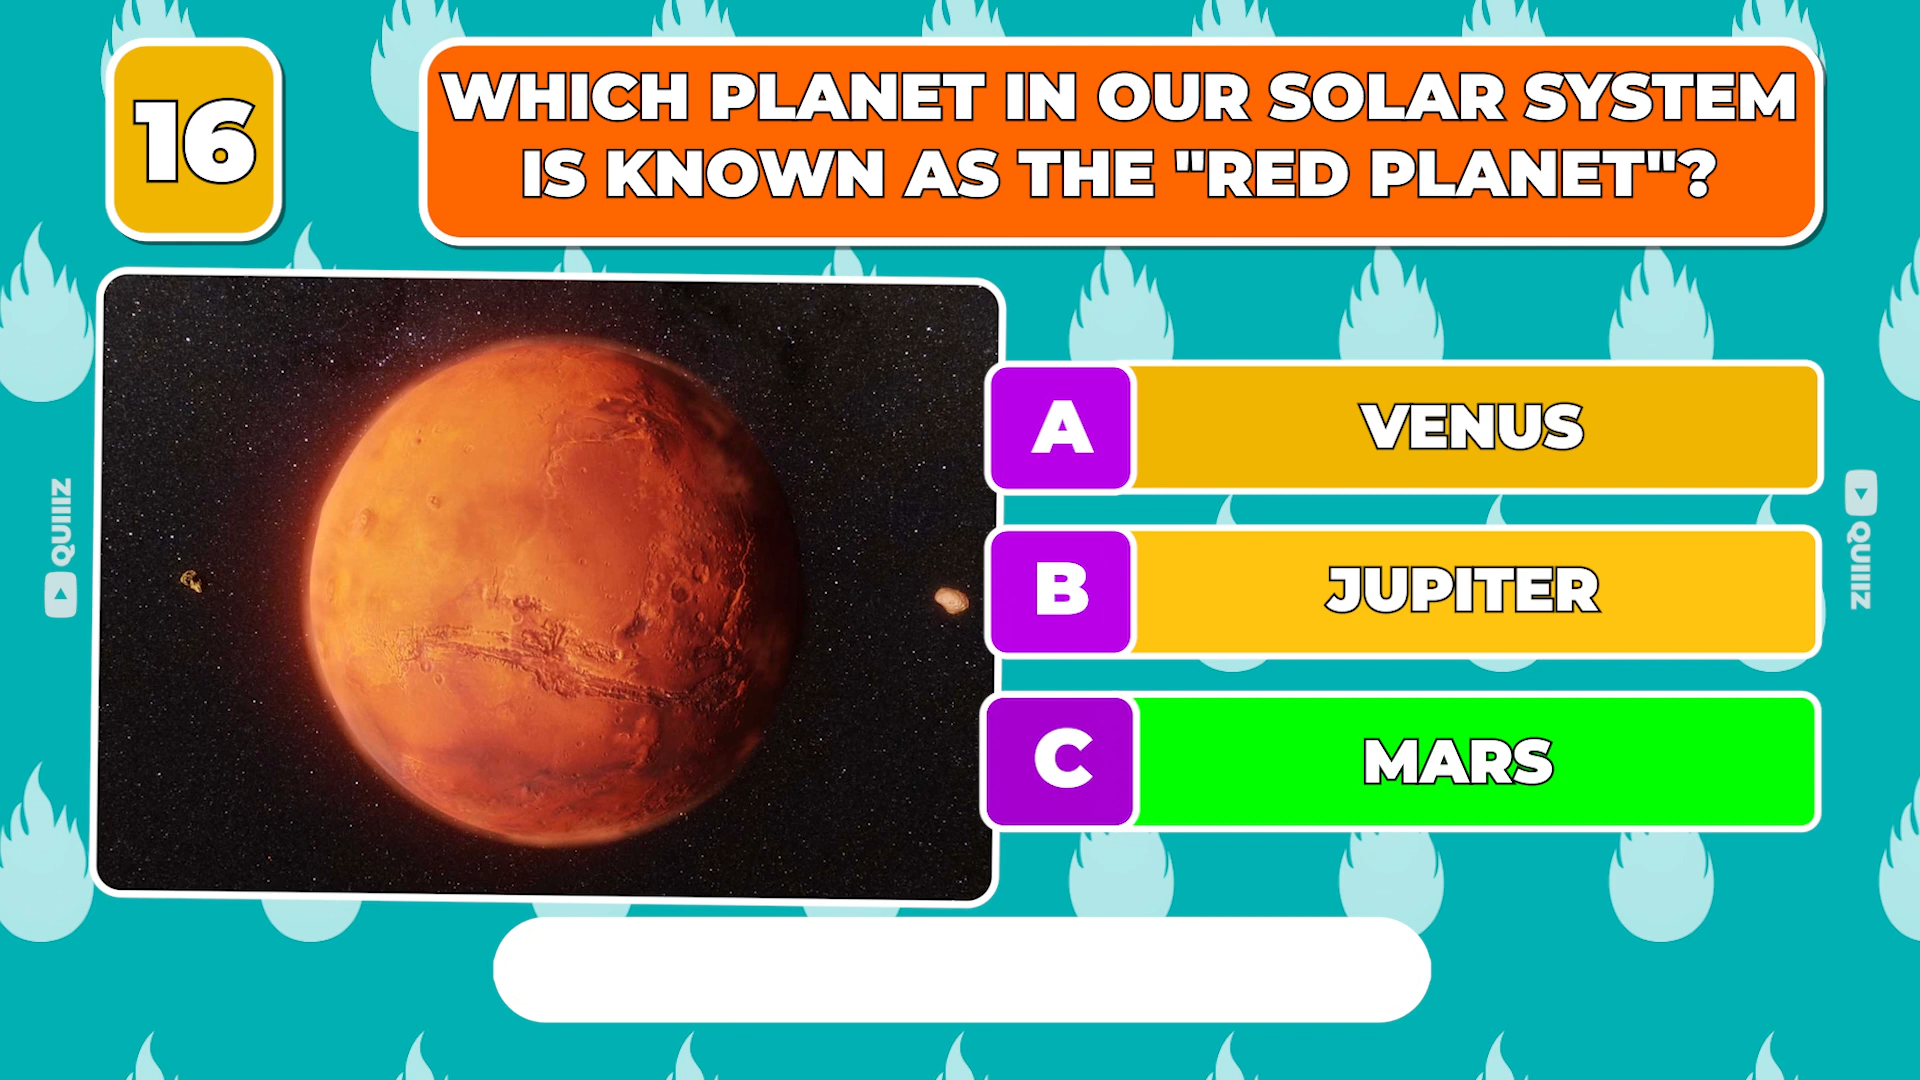 16
WHICH PLANET IN OUR SOLAR SYSTEM
IS KNOWN AS THE "RED PLANET"?
A
VENUS
B
JUPITER
C
MARS
QUIIIZ
QUIIIZ